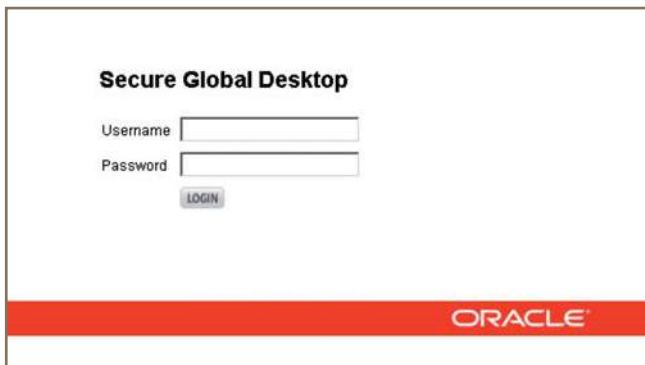 Secure Global Desktop
Username
Password
LOGIN
ORACLE